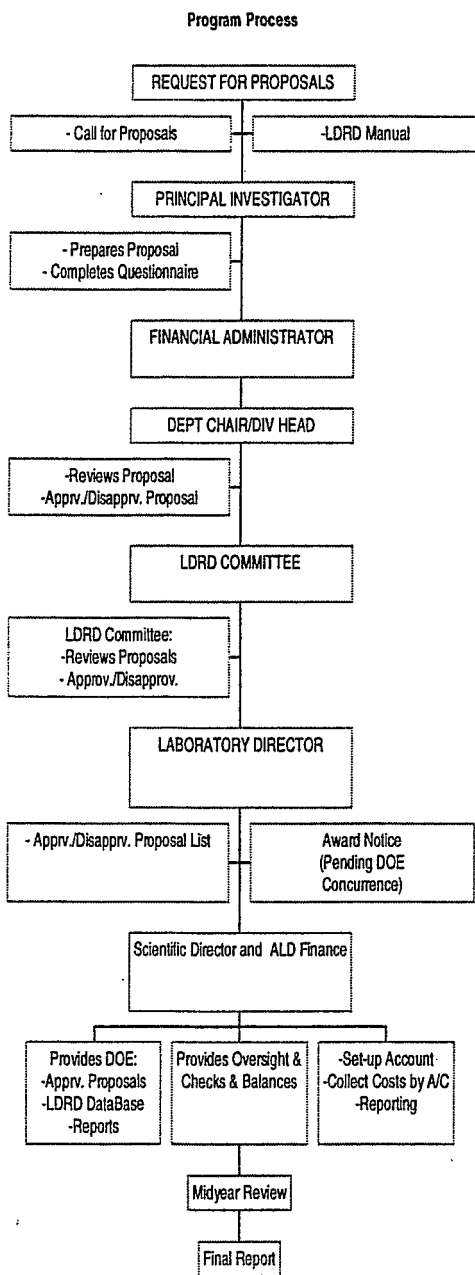 Program Process
REQUEST FOR PROPOSALS
- Call for Proposals
-LDRD Manual
PRINCIPAL INVESTIGATOR
- Prepares Proposal
- Completes Questionnaire
FINANCIAL ADMINISTRATOR
DEPT CHAIR/DIV HEAD
-Reviews Proposal
-Apprv./Disapprv. Proposal
LDRD COMMITTEE
LDRD Committee:
-Reviews Proposals
- Approv./Disapprov.
LABORATORY DIRECTOR
- Apprv./Disapprv. Proposal List
Award Notice
(Pending DOE
Concurrence)
Scientific Director and ALD Finance
Provides DOE:
-Apprv. Proposals
-LDRD DataBase
-Reports
Provides Oversight &
Checks & Balances
-Set-up Account
-Collect Costs by A/C
-Reporting
Midyear Review
Final Report